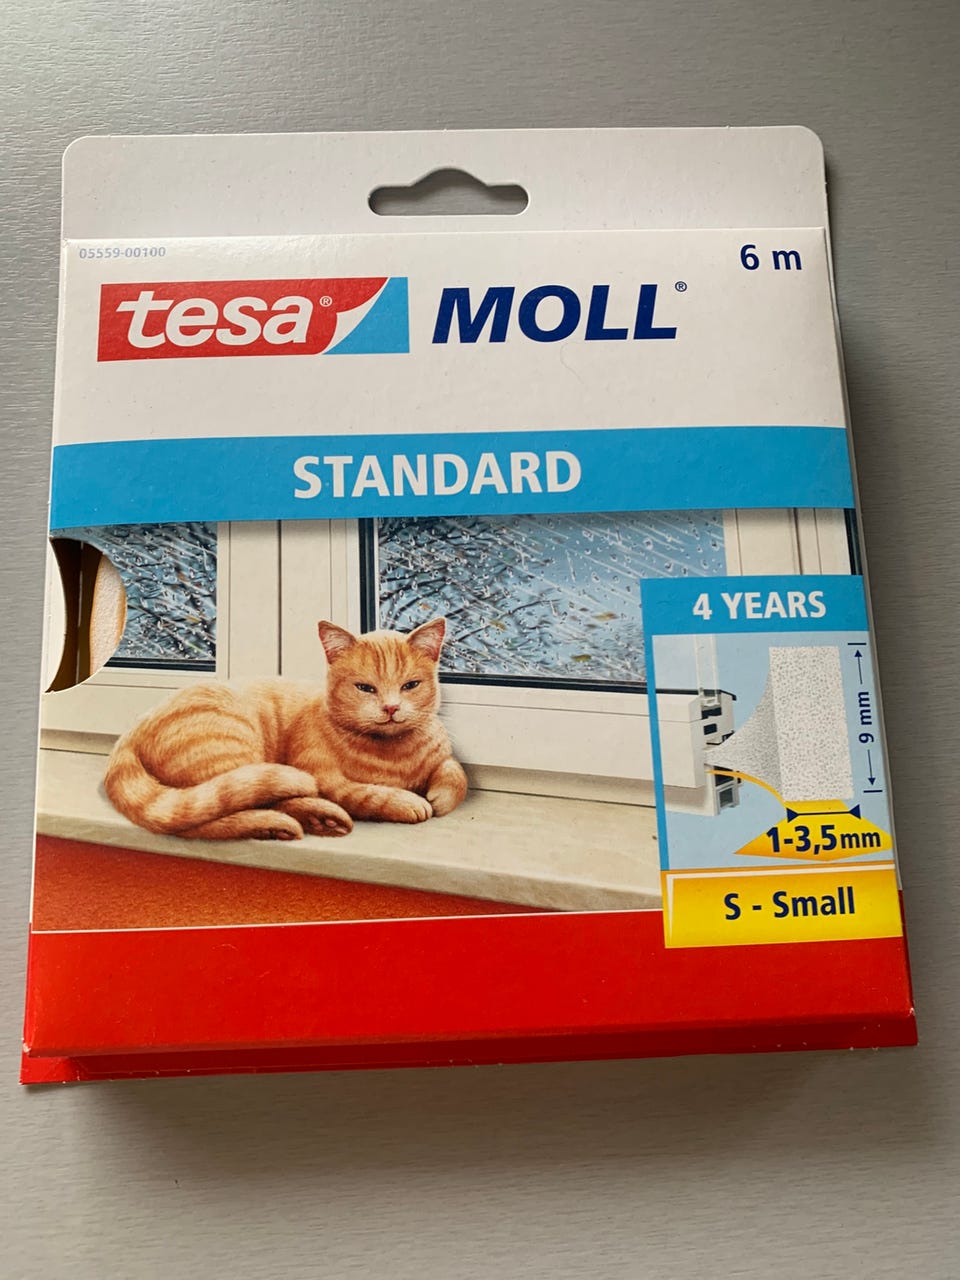 05559-00100
6 m
tesa® MOLL®
STANDARD
4 YEARS
9 mm
1-3,5mm
S - Small